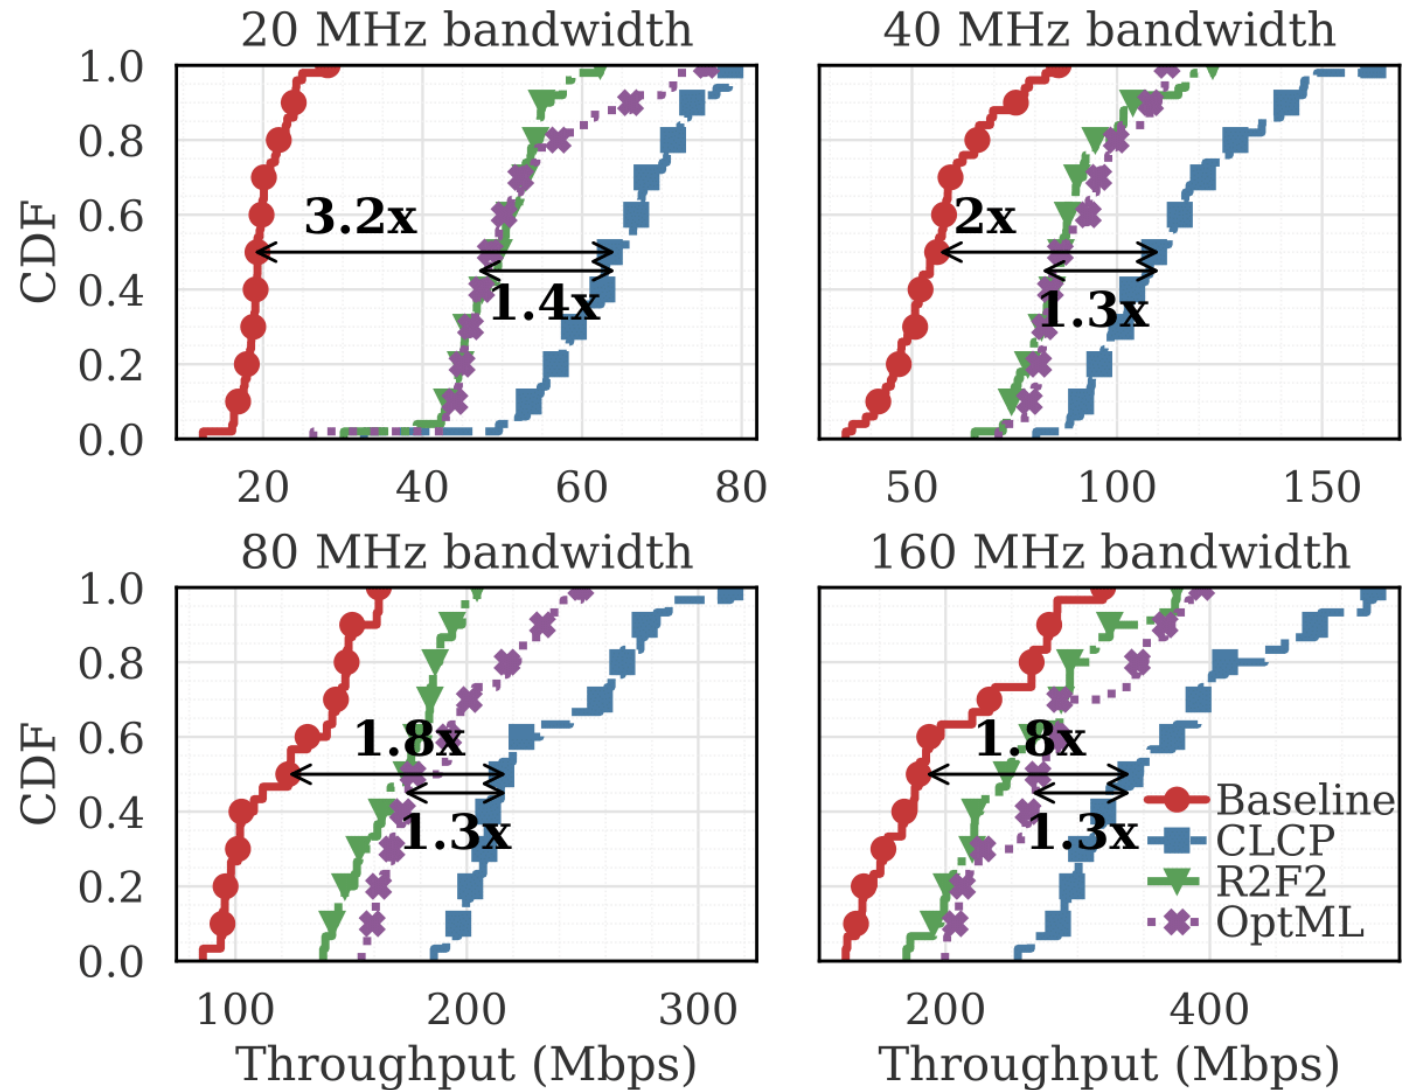 20 MHz bandwidth
40 MHz bandwidth
CDF
1.0
0.8
0.6
0.4
0.2
0.0
3.2x
1.4x
20 40 60 80
2x
1.3x
50 100 150
80 MHz bandwidth
160 MHz bandwidth
CDF
1.0
0.8
0.6
0.4
0.2
0.0
1.8x
1.3x
100 200 300
Throughput (Mbps)
1.8x
1.3x
Baseline
CLCP
R2F2
OptML
200 400
Throughput (Mbps)